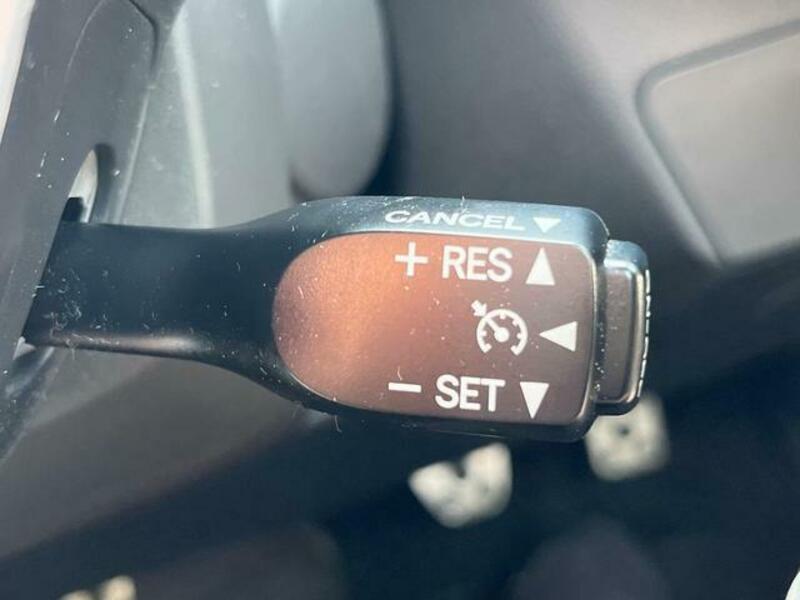 CANCEL ▼
+ RES ▲
◀
− SET ▼